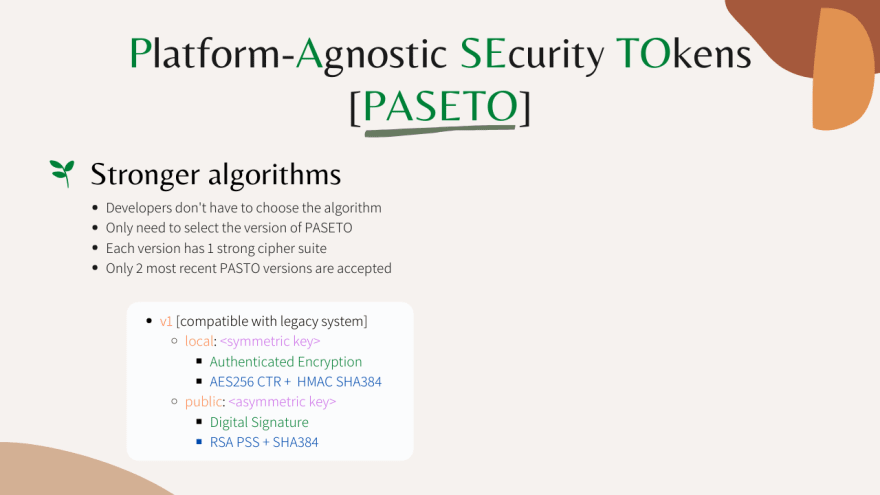 Platform-Agnostic SEcurity TOkens
[PASETO]
Stronger algorithms
• Developers don't have to choose the algorithm
• Only need to select the version of PASETO
• Each version has 1 strong cipher suite
• Only 2 most recent PASTO versions are accepted
• v1 [compatible with legacy system]
◦ local: <symmetric key>
▪ Authenticated Encryption
▪ AES256 CTR + HMAC SHA384
◦ public: <asymmetric key>
▪ Digital Signature
▪ RSA PSS + SHA384